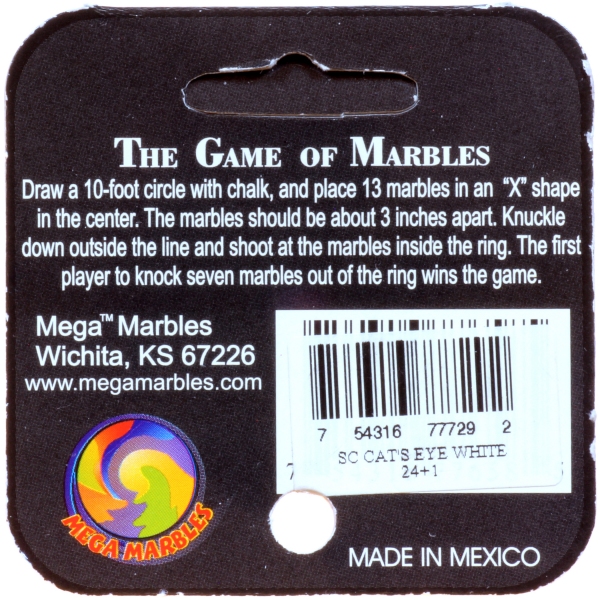 THE GAME OF MARBLES
Draw a 10-foot circle with chalk, and place 13 marbles in an "X" shape
in the center. The marbles should be about 3 inches apart. Knuckle
down outside the line and shoot at the marbles inside the ring. The first
player to knock seven marbles out of the ring wins the game.
Mega™ Marbles
Wichita, KS 67226
www.megamarbles.com
7 54316 77729 2
SC CAT'S EYE WHITE
24+1
MEGA MARBLES
MADE IN MEXICO